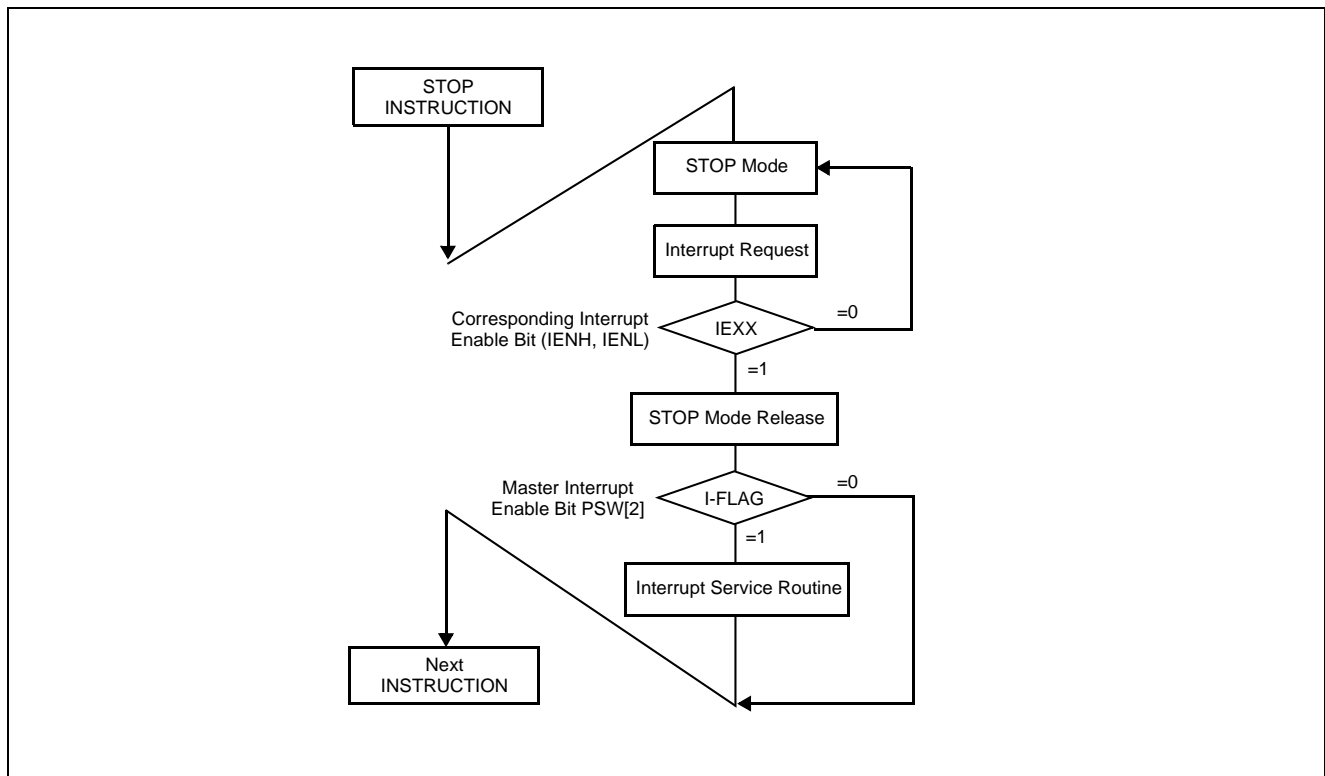 STOP
INSTRUCTION
STOP Mode
Interrupt Request
Corresponding Interrupt
Enable Bit (IENH, IENL)
IEXX
=0
=1
STOP Mode Release
Master Interrupt
Enable Bit PSW[2]
I-FLAG
=0
=1
Interrupt Service Routine
Next
INSTRUCTION